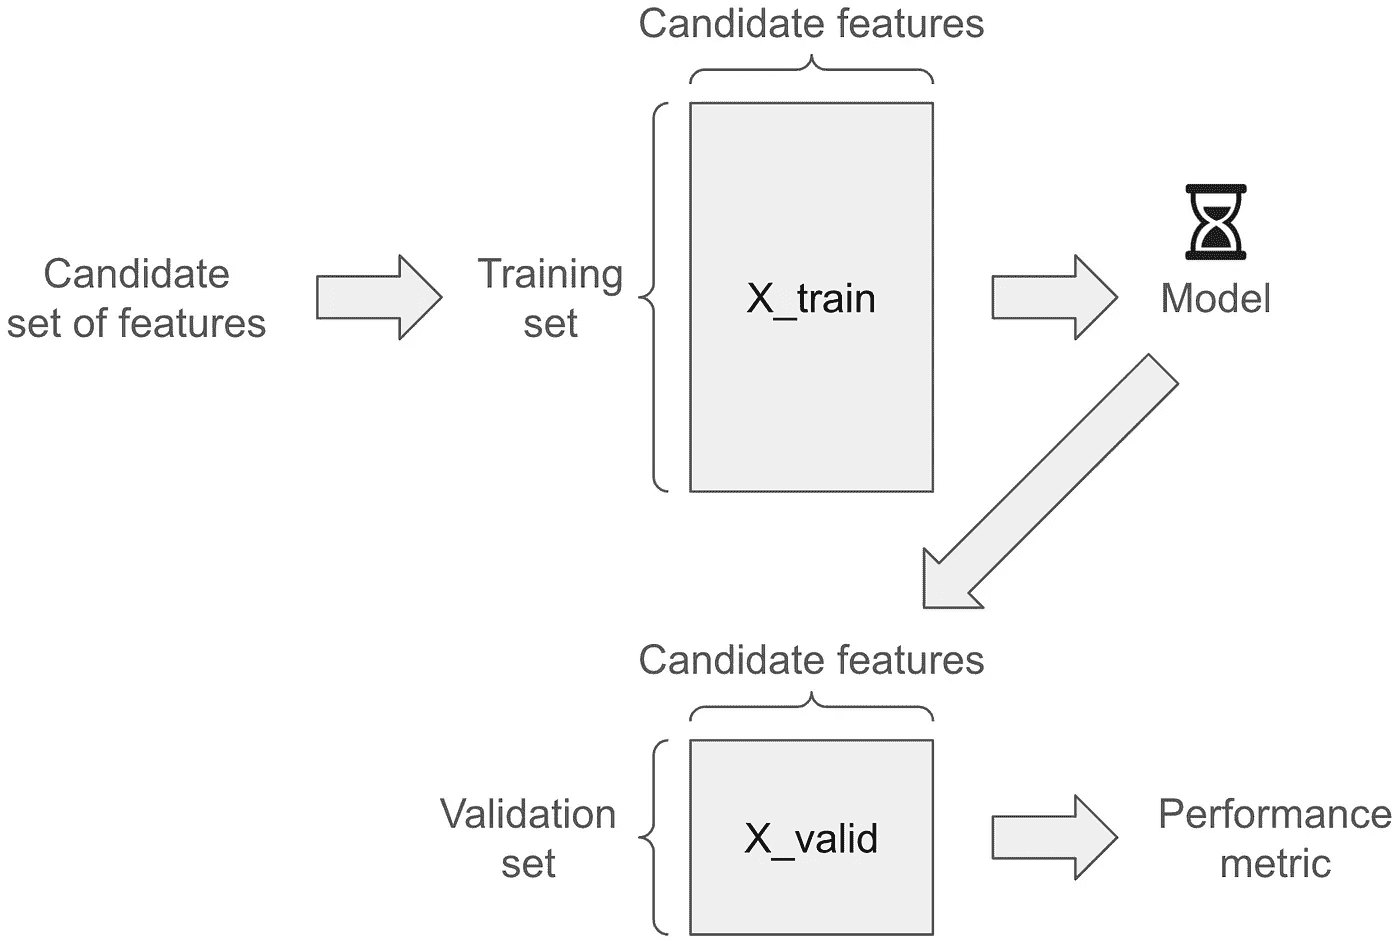 Candidate features
Candidate
set of features
Training
set
X_train
Model
Candidate features
Validation
set
X_valid
Performance
metric